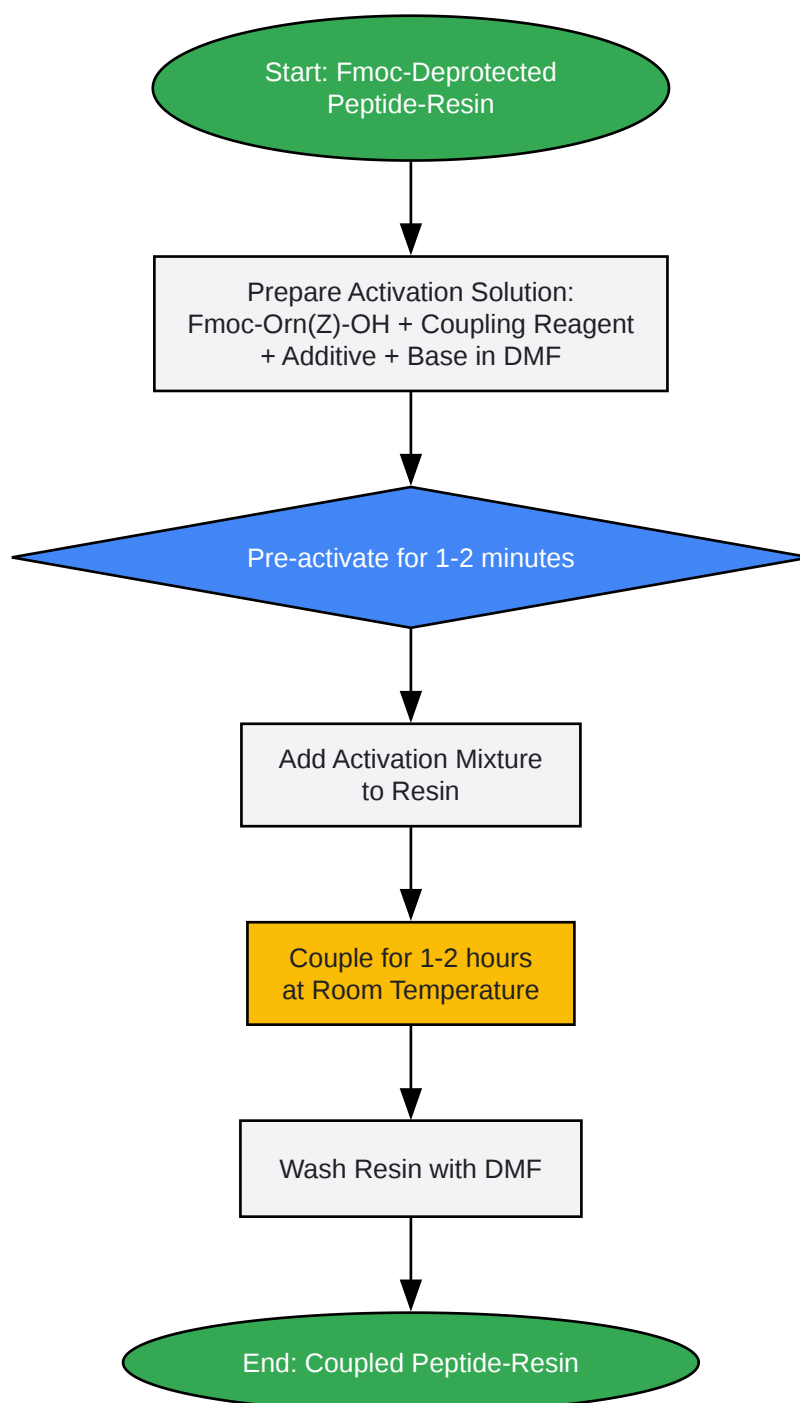 Start: Fmoc-Deprotected
Peptide-Resin
Prepare Activation Solution:
Fmoc-Orn(Z)-OH + Coupling Reagent
+ Additive + Base in DMF
Pre-activate for 1-2 minutes
Add Activation Mixture
to Resin
Couple for 1-2 hours
at Room Temperature
Wash Resin with DMF
End: Coupled Peptide-Resin